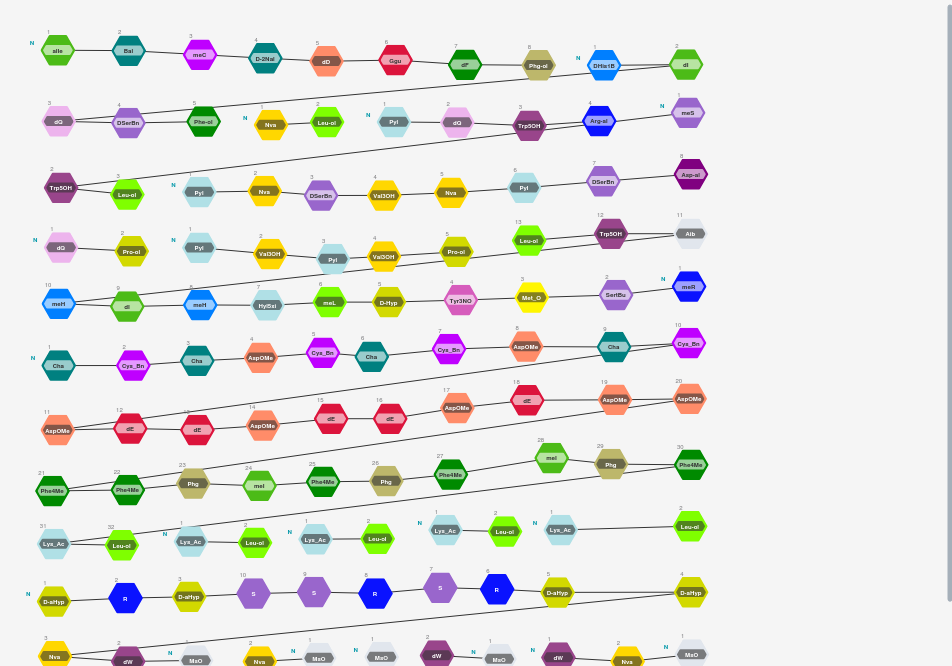 N 1 aIle 2 Bal 3 meC 4 D-2Nal 5 dD 6 Ggu 7 dF 8 Phg-ol N 1 DHis1B 2 dI
3 dQ 4 DSerBn 5 Phe-ol N 1 Nva 2 Leu-ol N 1 Pyl 2 dQ 3 Trp5OH 4 Arg-al N 1 meS
2 Trp5OH 3 Leu-ol N 1 Pyl 2 Nva 3 DSerBn 4 Val3OH 5 Nva 6 Pyl 7 DSerBn 8 Asp-al
N 1 dQ 2 Pro-ol N 1 Pyl 2 Val3OH 3 Pyl 4 Val3OH 5 Pro-ol 13 Leu-ol 12 Trp5OH 11 Aib
10 meH 9 dI 8 meH 7 HylBzl 6 meL 5 D-Hyp 4 Tyr3NO 3 Met_O 2 SertBu N 1 meR
N 1 Cha 2 Cys_Bn 3 Cha 4 AspOMe 5 Cys_Bn 6 Cha 7 Cys_Bn 8 AspOMe 9 Cha 10 Cys_Bn
11 AspOMe 12 dE 13 dE 14 AspOMe 15 dE 16 dE 17 AspOMe 18 dE 19 AspOMe 20 AspOMe
21 Phe4Me 22 Phe4Me 23 Phg 24 meI 25 Phe4Me 26 Phg 27 Phe4Me 28 meI 29 Phg 30 Phe4Me
31 Lys_Ac 32 Leu-ol N 1 Lys_Ac 2 Leu-ol N 1 Lys_Ac 2 Leu-ol N 1 Lys_Ac 2 Leu-ol N 1 Lys_Ac 2 Leu-ol
N 1 D-aHyp 2 R 3 D-aHyp 10 S 9 S 8 R 7 S 6 R 5 D-aHyp 4 D-aHyp
3 Nva 2 dW N 1 MsO 2 Nva N 1 MsO N 1 MsO 2 dW N 1 MsO N 1 dW 2 Nva N 1 MsO